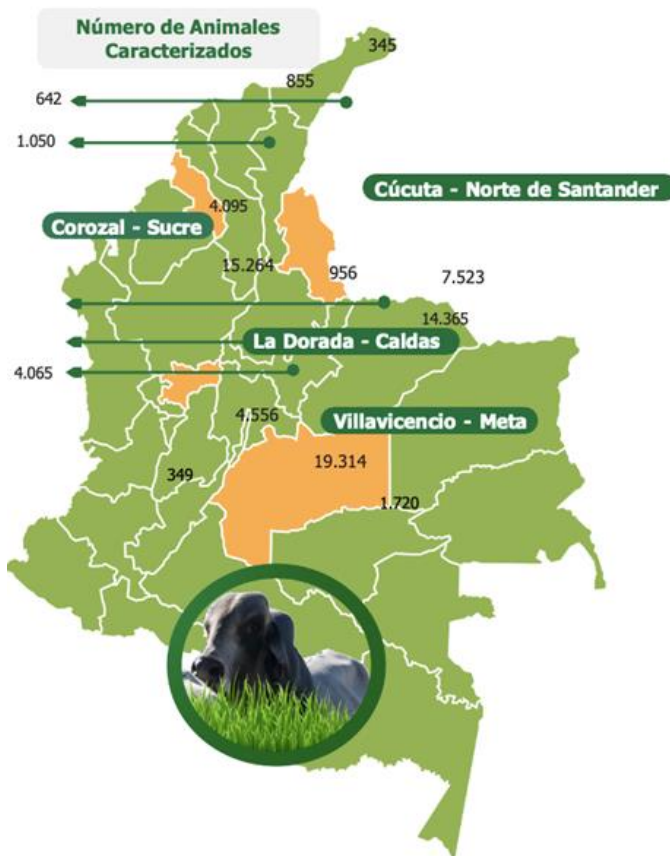 Número de Animales
Caracterizados
345
855
642
1.050
Cúcuta - Norte de Santander
4.095
Corozal - Sucre
15.264
956
7.523
14.365
La Dorada - Caldas
4.065
4.556
Villavicencio - Meta
19.314
349
1.720